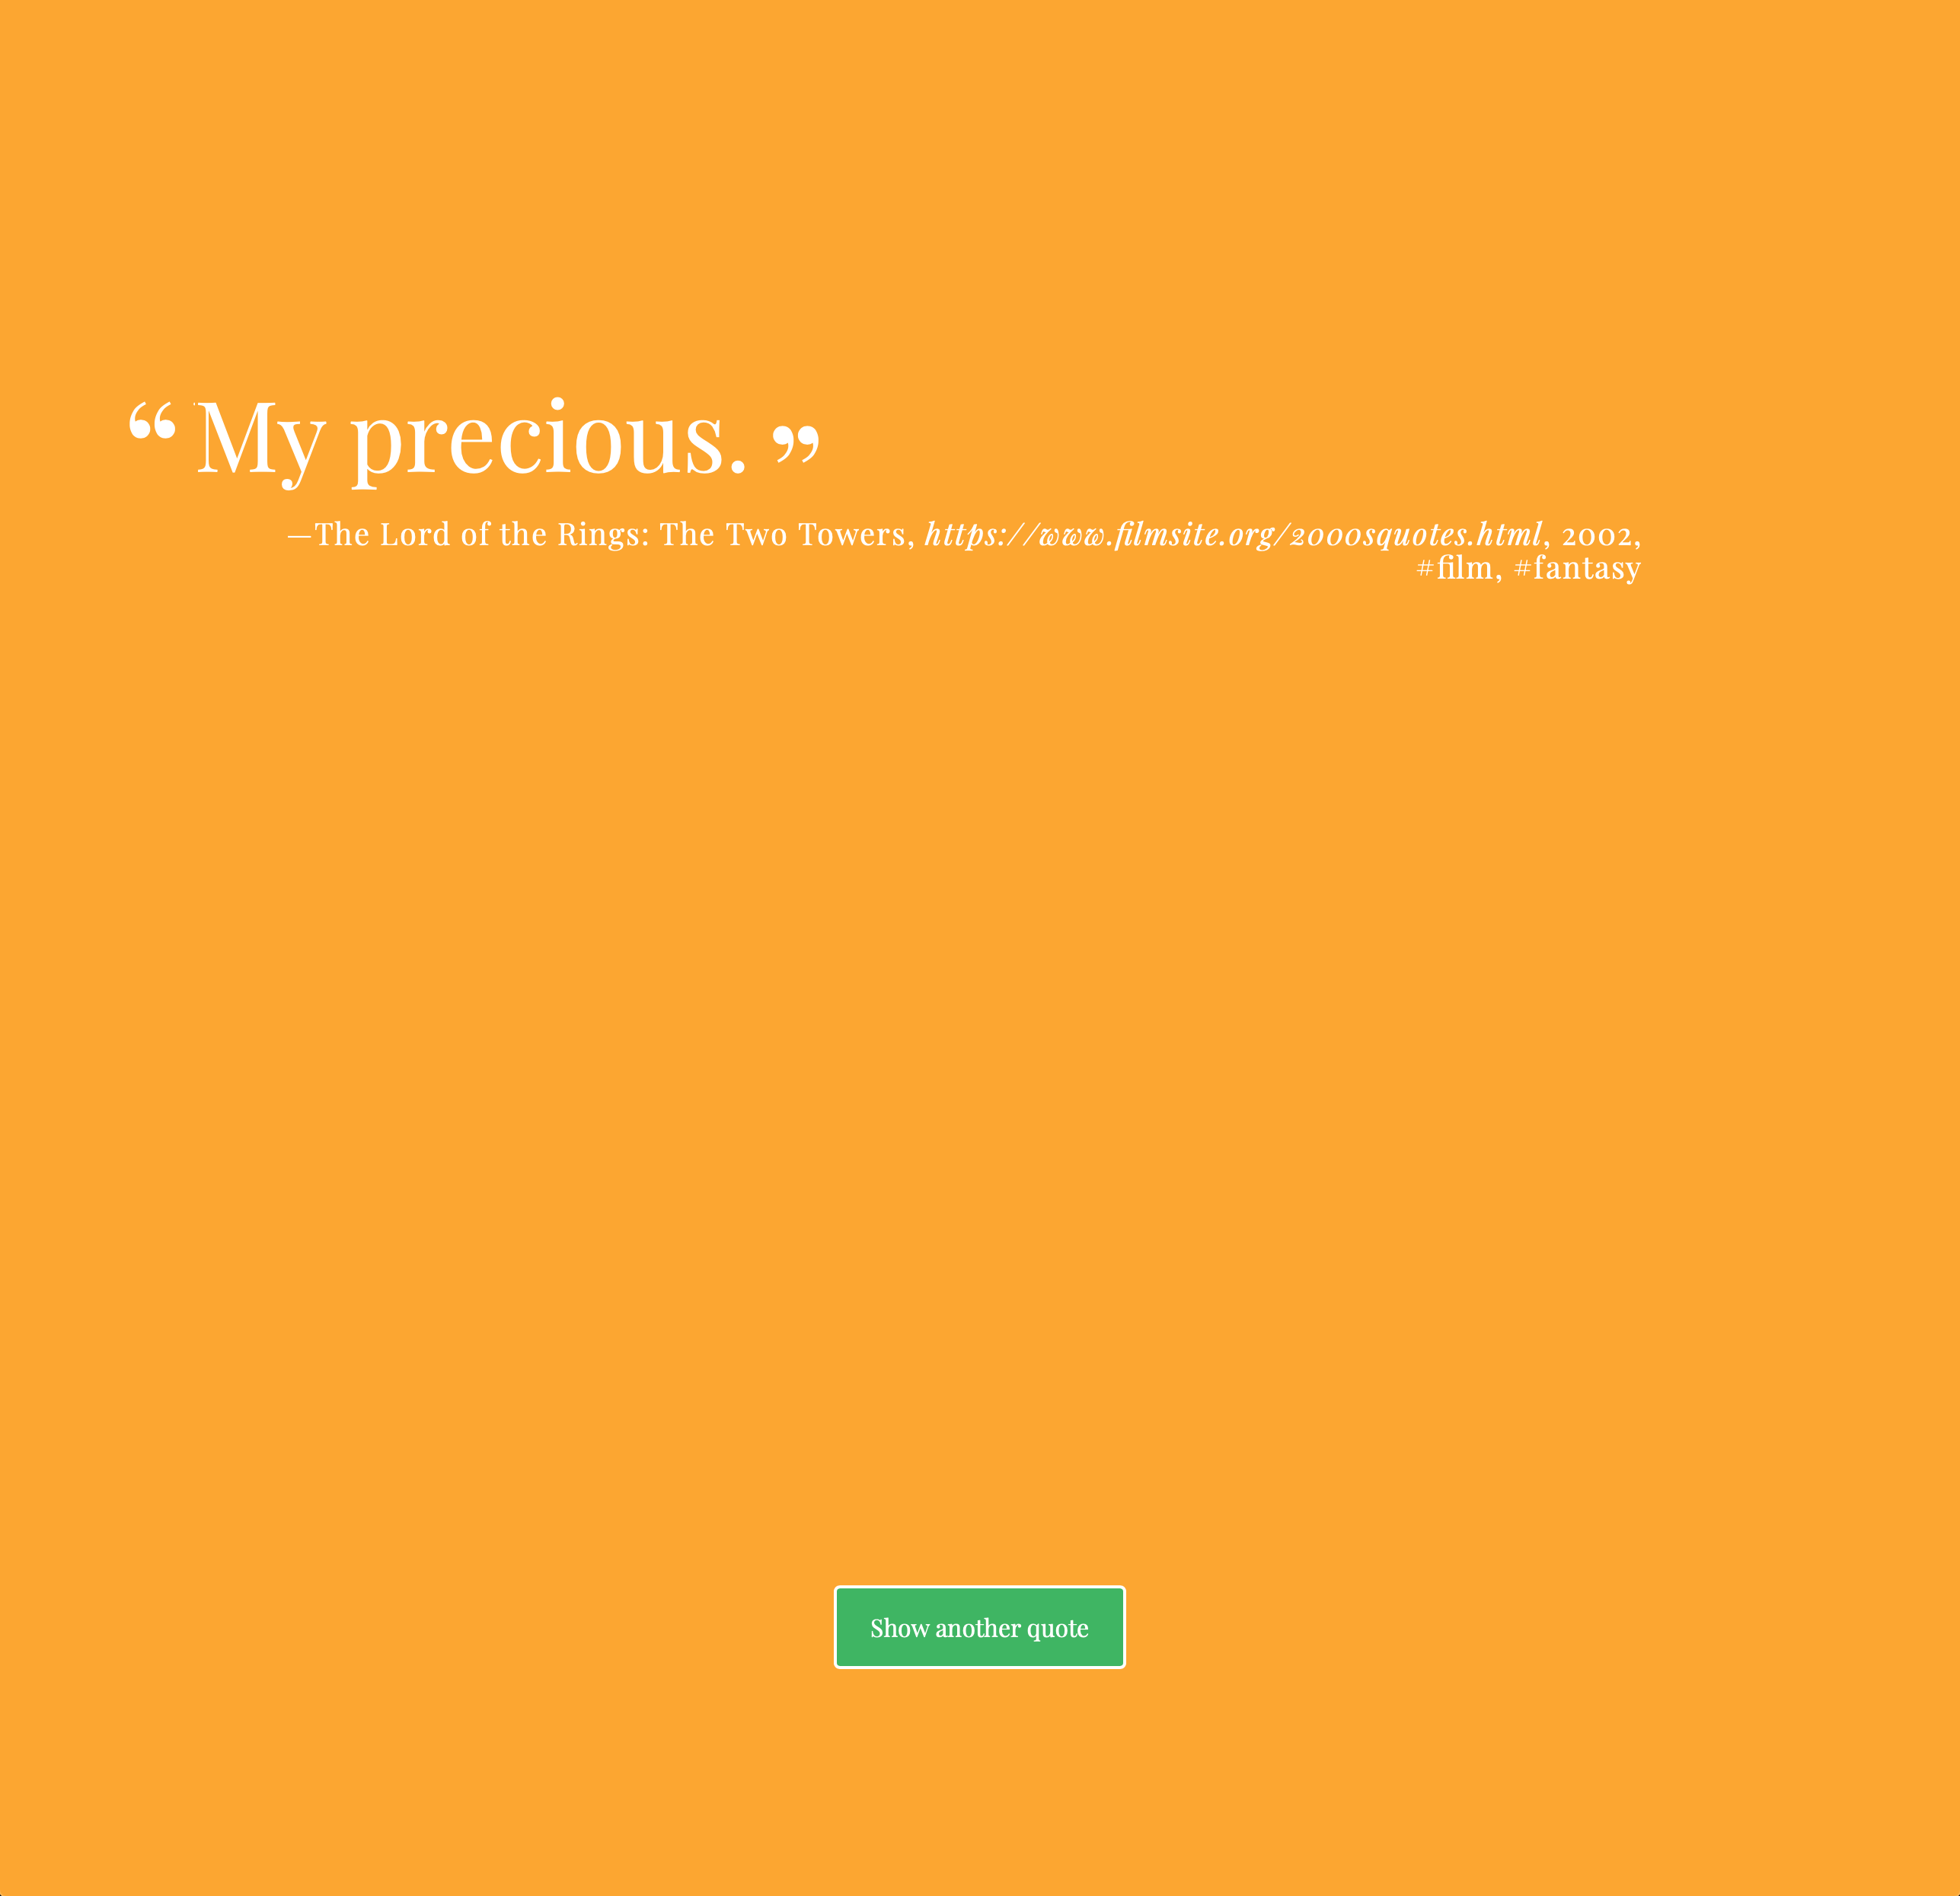 “ My precious. ”
—The Lord of the Rings: The Two Towers, https://www.filmsite.org/2000squotes.html, 2002,
#film, #fantasy
Show another quote